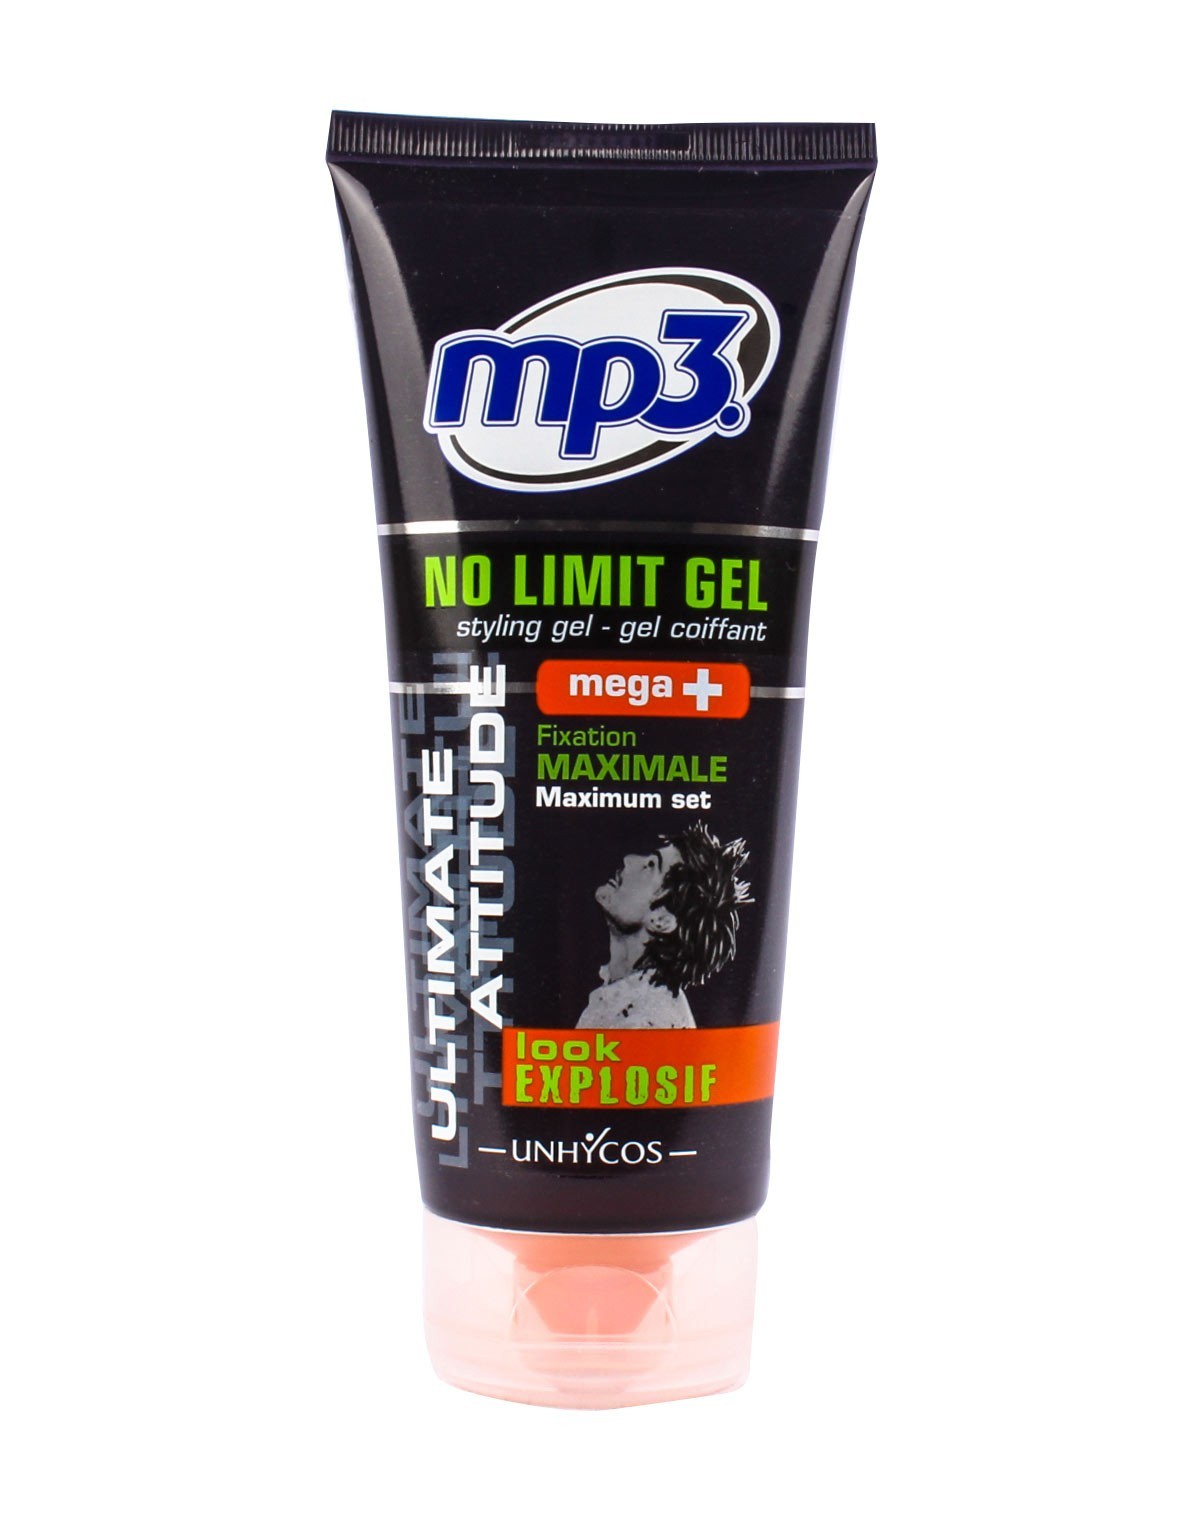 mp3.
NO LIMIT GEL
styling gel - gel coiffant
mega+
Fixation
MAXIMALE
Maximum set
ULTIMATE
ATTITUDE
look
EXPLOSIF
UNHYCOS